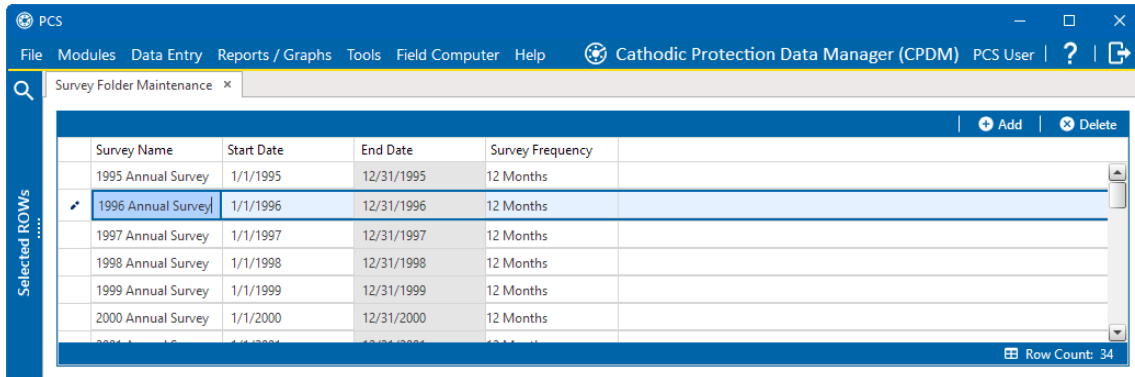 PCS
File Modules Data Entry Reports / Graphs Tools Field Computer Help Cathodic Protection Data Manager (CPDM) PCS User | ? |
Survey Folder Maintenance ×
Selected ROWs
Add | Delete
Survey Name Start Date End Date Survey Frequency
1995 Annual Survey 1/1/1995 12/31/1995 12 Months
1996 Annual Survey 1/1/1996 12/31/1996 12 Months
1997 Annual Survey 1/1/1997 12/31/1997 12 Months
1998 Annual Survey 1/1/1998 12/31/1998 12 Months
1999 Annual Survey 1/1/1999 12/31/1999 12 Months
2000 Annual Survey 1/1/2000 12/31/2000 12 Months
Row Count: 34